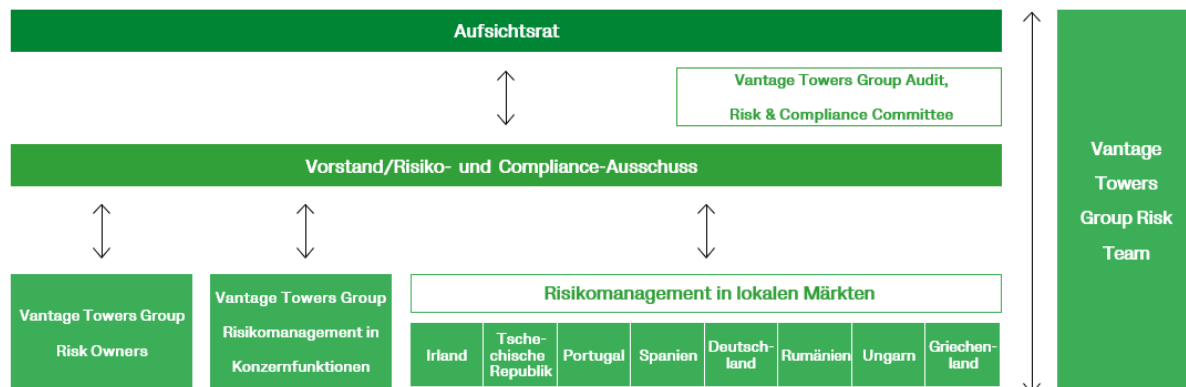 Aufsichtsrat
Vantage Towers Group Audit,
Risk & Compliance Committee
Vorstand/Risiko- und Compliance-Ausschuss
Vantage Towers Group
Risk Owners
Vantage Towers Group
Risikomanagement in
Konzernfunktionen
Risikomanagement in lokalen Märkten
Irland
Tsche-
chische
Republik
Portugal
Spanien
Deutsch-
land
Rumänien
Ungarn
Griechen-
land
Vantage
Towers
Group Risk
Team